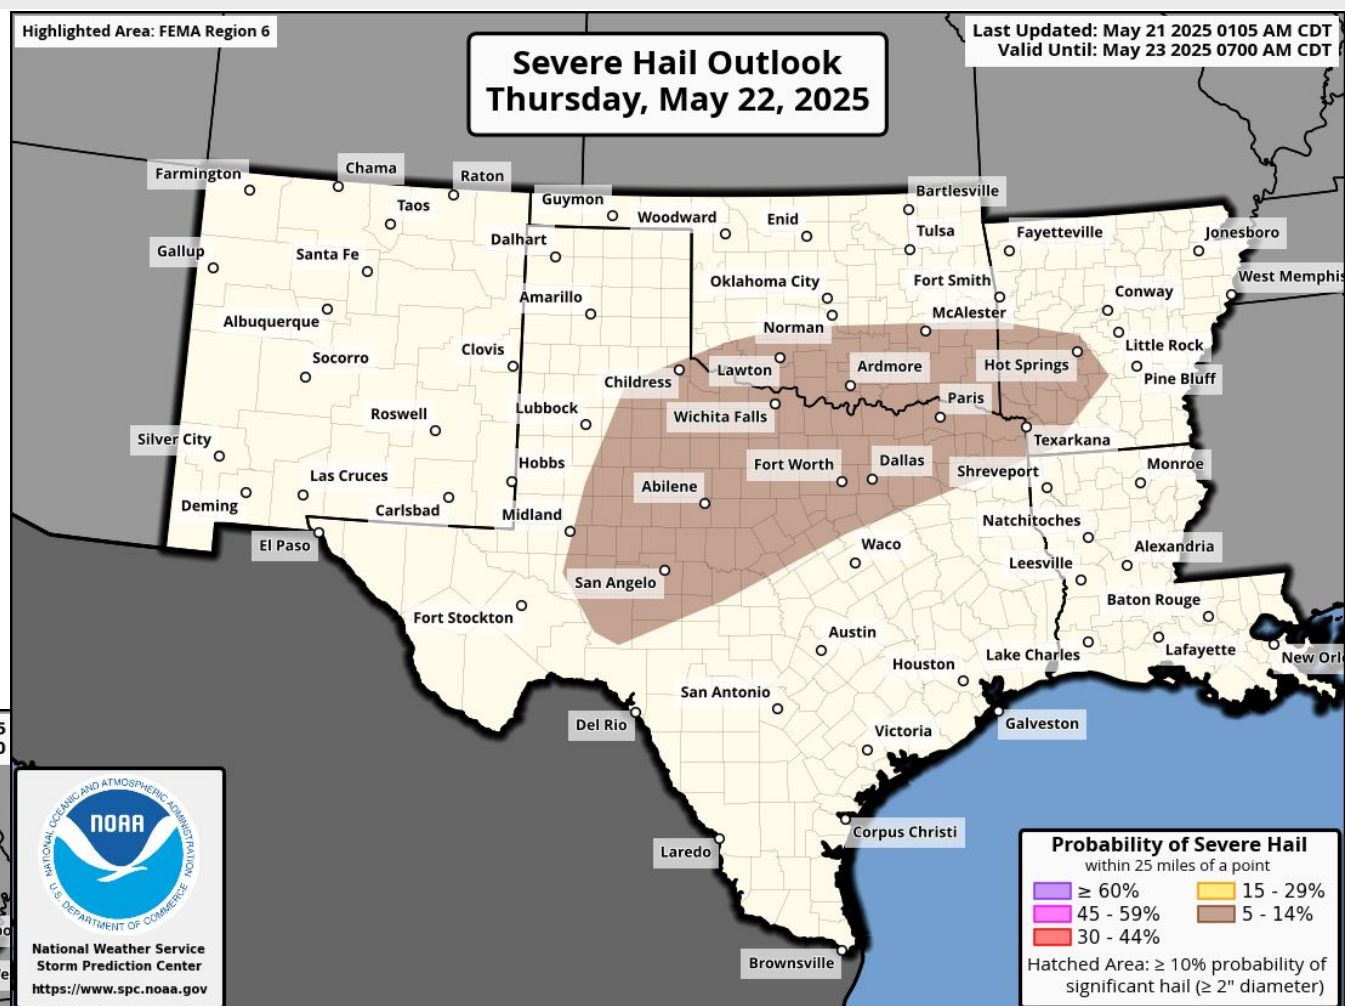 Highlighted Area: FEMA Region 6
Last Updated: May 21 2025 0105 AM CDT
Valid Until: May 23 2025 0700 AM CDT
Severe Hail Outlook
Thursday, May 22, 2025
Farmington
Chama
Raton
Guymon
Bartlesville
Taos
Woodward
Enid
Tulsa
Fayetteville
Jonesboro
Gallup
Santa Fe
Dalhart
Oklahoma City
Fort Smith
West Memphis
Amarillo
Conway
Albuquerque
Norman
McAlester
Socorro
Clovis
Little Rock
Childress
Lawton
Ardmore
Hot Springs
Pine Bluff
Roswell
Lubbock
Wichita Falls
Paris
Silver City
Texarkana
Las Cruces
Hobbs
Fort Worth
Dallas
Shreveport
Monroe
Deming
Carlsbad
Midland
Abilene
Natchitoches
El Paso
Waco
Alexandria
San Angelo
Leesville
Fort Stockton
Baton Rouge
Austin
Lake Charles
Lafayette
New Orl
Houston
San Antonio
Del Rio
Victoria
Galveston
Laredo
Corpus Christi
Brownsville
5
0
NATIONAL OCEANIC AND ATMOSPHERIC ADMINISTRATION
NOAA
U.S. DEPARTMENT OF COMMERCE
National Weather Service
Storm Prediction Center
https://www.spc.noaa.gov
Probability of Severe Hail
within 25 miles of a point
≥ 60% 15 - 29%
45 - 59% 5 - 14%
30 - 44%
Hatched Area: ≥ 10% probability of
significant hail (≥ 2" diameter)